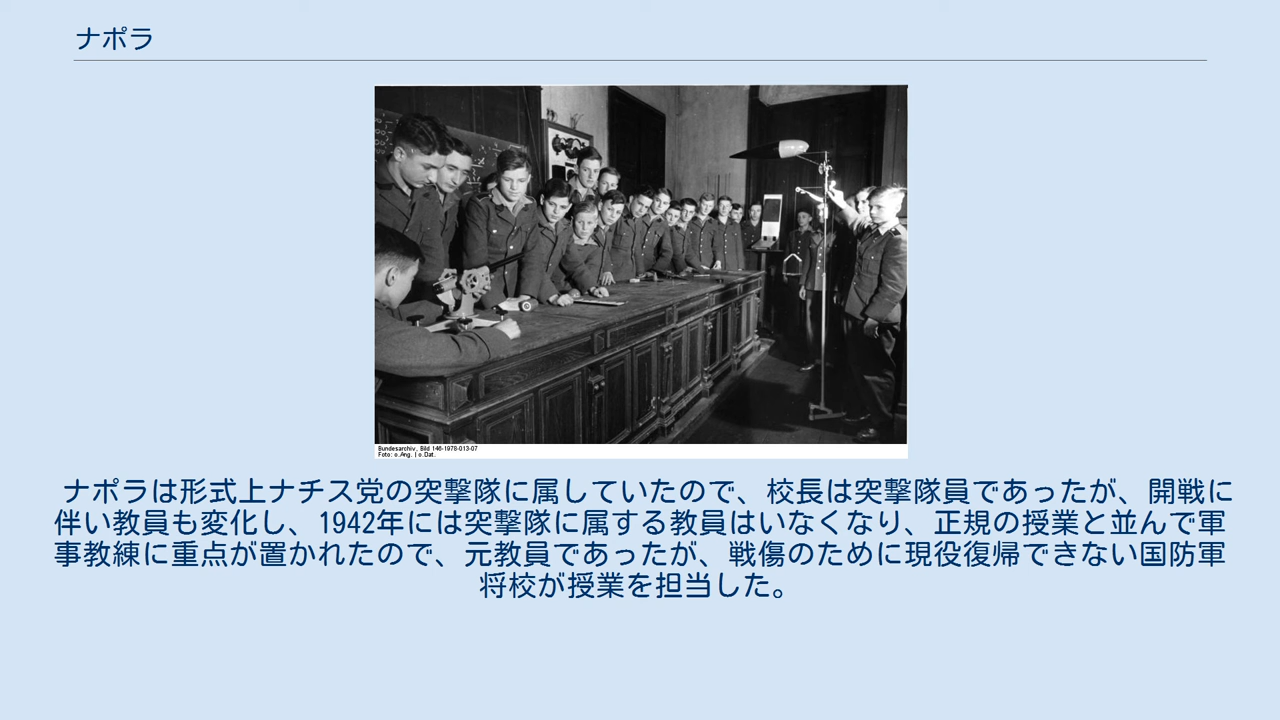 ナポラ
Bundesarchiv, Bild 146-1978-013-07
Foto: o.Ang. | o.Dat.
ナポラは形式上ナチス党の突撃隊に属していたので、校長は突撃隊員であったが、開戦に
伴い教員も変化し、1942年には突撃隊に属する教員はいなくなり、正規の授業と並んで軍
事教練に重点が置かれたので、元教員であったが、戦傷のために現役復帰できない国防軍
将校が授業を担当した。